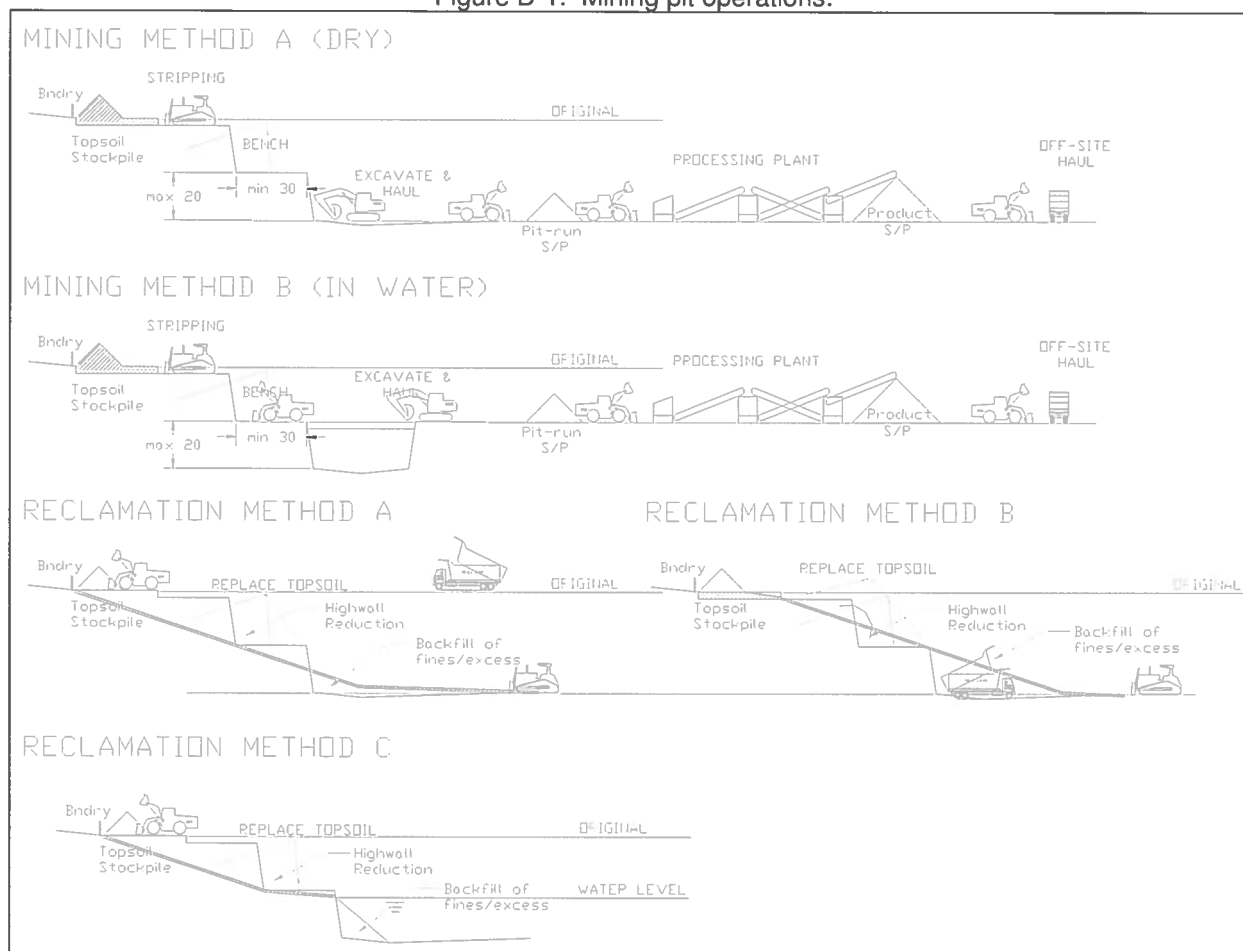 Figure D-1. Mining pit operations.
MINING METHOD A (DRY)
STRIPPING
Bndry
ORIGINAL
Topsoil
Stockpile
BENCH
PROCESSING PLANT
OFF-SITE
HAUL
EXCAVATE &
HAUL
max 20
min 30
Product
S/P
Pit-run
S/P
MINING METHOD B (IN WATER)
STRIPPING
Bndry
ORIGINAL
PROCESSING PLANT
OFF-SITE
HAUL
Topsoil
Stockpile
BENCH
EXCAVATE &
HAUL
Product
S/P
max 20
min 30
Pit-run
S/P
RECLAMATION METHOD A
RECLAMATION METHOD B
Bndry
REPLACE TOPSOIL
ORIGINAL
Topsoil
Stockpile
Highwall
Reduction
Backfill of
fines/excess
Bndry
REPLACE TOPSOIL
ORIGINAL
Topsoil
Stockpile
Highwall
Reduction
Backfill of
fines/excess
RECLAMATION METHOD C
Bndry
REPLACE TOPSOIL
ORIGINAL
Topsoil
Stockpile
Highwall
Reduction
Backfill of
fines/excess
WATER LEVEL